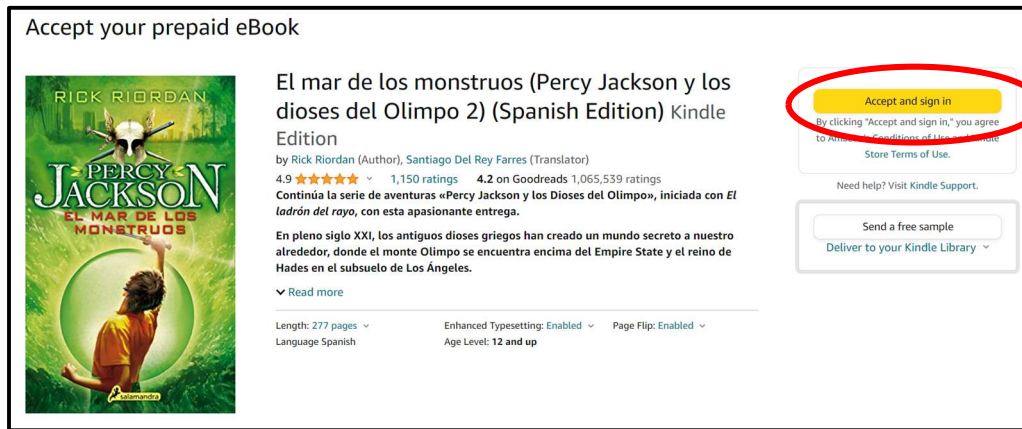 Accept your prepaid eBook
RICK RIORDAN
PERCY
JACKSON
EL MAR DE LOS
MONSTRUOS
salamandra
El mar de los monstruos (Percy Jackson y los
dioses del Olimpo 2) (Spanish Edition) Kindle
Edition
by Rick Riordan (Author), Santiago Del Rey Farres (Translator)
4.9 1,150 ratings 4.2 on Goodreads 1,065,539 ratings
Continúa la serie de aventuras «Percy Jackson y los Dioses del Olimpo», iniciada con El
ladrón del rayo, con esta apasionante entrega.
En pleno siglo XXI, los antiguos dioses griegos han creado un mundo secreto a nuestro
alrededor, donde el monte Olimpo se encuentra encima del Empire State y el reino de
Hades en el subsuelo de Los Ángeles.
Read more
Length: 277 pages
Enhanced Typesetting: Enabled
Page Flip: Enabled
Language Spanish
Age Level: 12 and up
Accept and sign in
By clicking "Accept and sign in," you agree
to Amazon's Conditions of Use and Kindle
Store Terms of Use.
Need help? Visit Kindle Support.
Send a free sample
Deliver to your Kindle Library